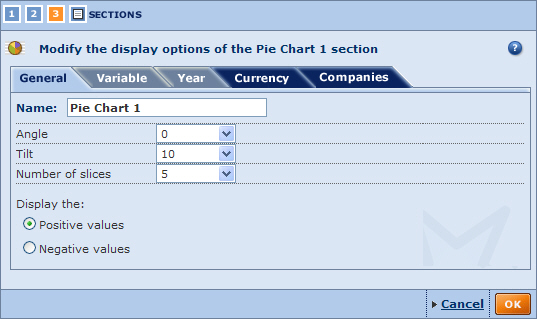 1 2 3 SECTIONS
Modify the display options of the Pie Chart 1 section ?
General Variable Year Currency Companies
Name: Pie Chart 1
Angle 0
Tilt 10
Number of slices 5
Display the:
Positive values
Negative values
Cancel OK